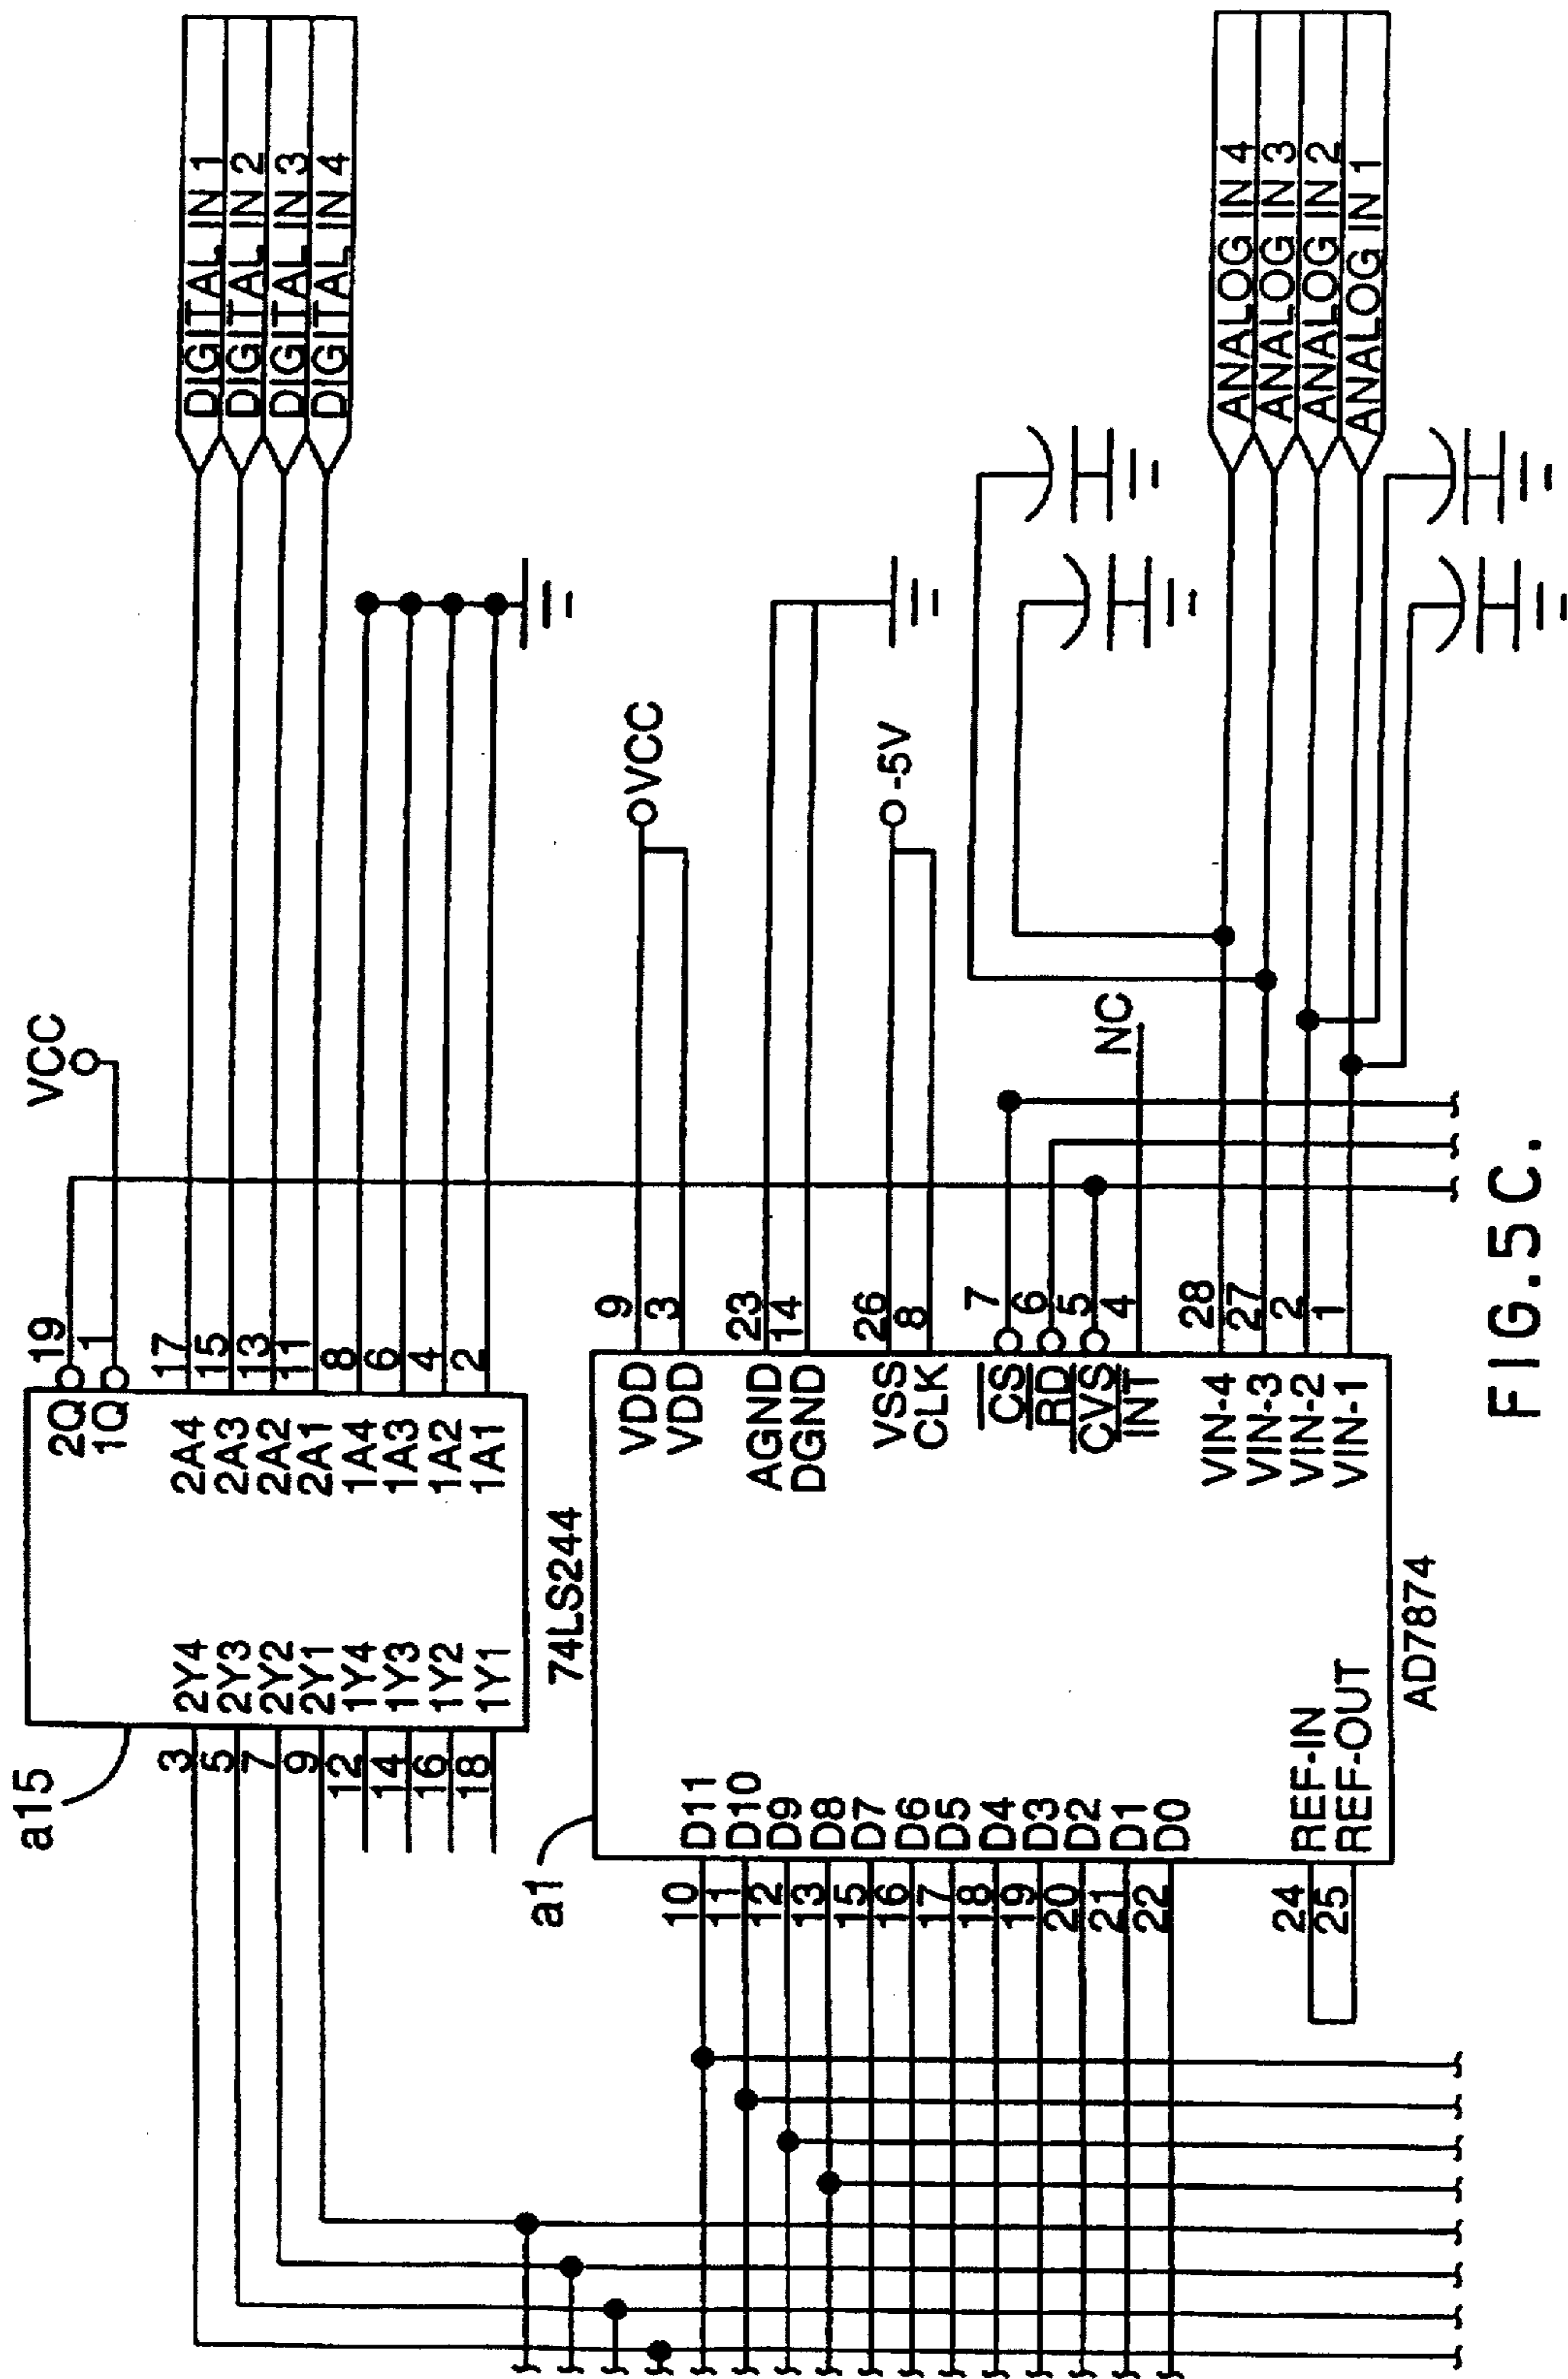 a15
2Y4
2Y3
2Y2
2Y1
1Y4
1Y3
1Y2
1Y1
3
5
7
9
12
14
16
18
2Q
1Q
2A4
2A3
2A2
2A1
1A4
1A3
1A2
1A1
19
1
17
15
13
11
8
6
4
2
VCC
DIGITAL IN 1
DIGITAL IN 2
DIGITAL IN 3
DIGITAL IN 4
74LS244
a1
D11
D10
D9
D8
D7
D6
D5
D4
D3
D2
D1
D0
REF-IN
REF-OUT
10
11
12
13
15
16
17
18
19
20
21
22
24
25
VDD
VDD
AGND
DGND
VSS
CLK
CS
RD
CVS
INT
VIN-4
VIN-3
VIN-2
VIN-1
9
3
23
14
26
8
7
6
5
4
28
27
2
1
VCC
-5V
NC
ANALOG IN 4
ANALOG IN 3
ANALOG IN 2
ANALOG IN 1
AD7874
FIG.5C.